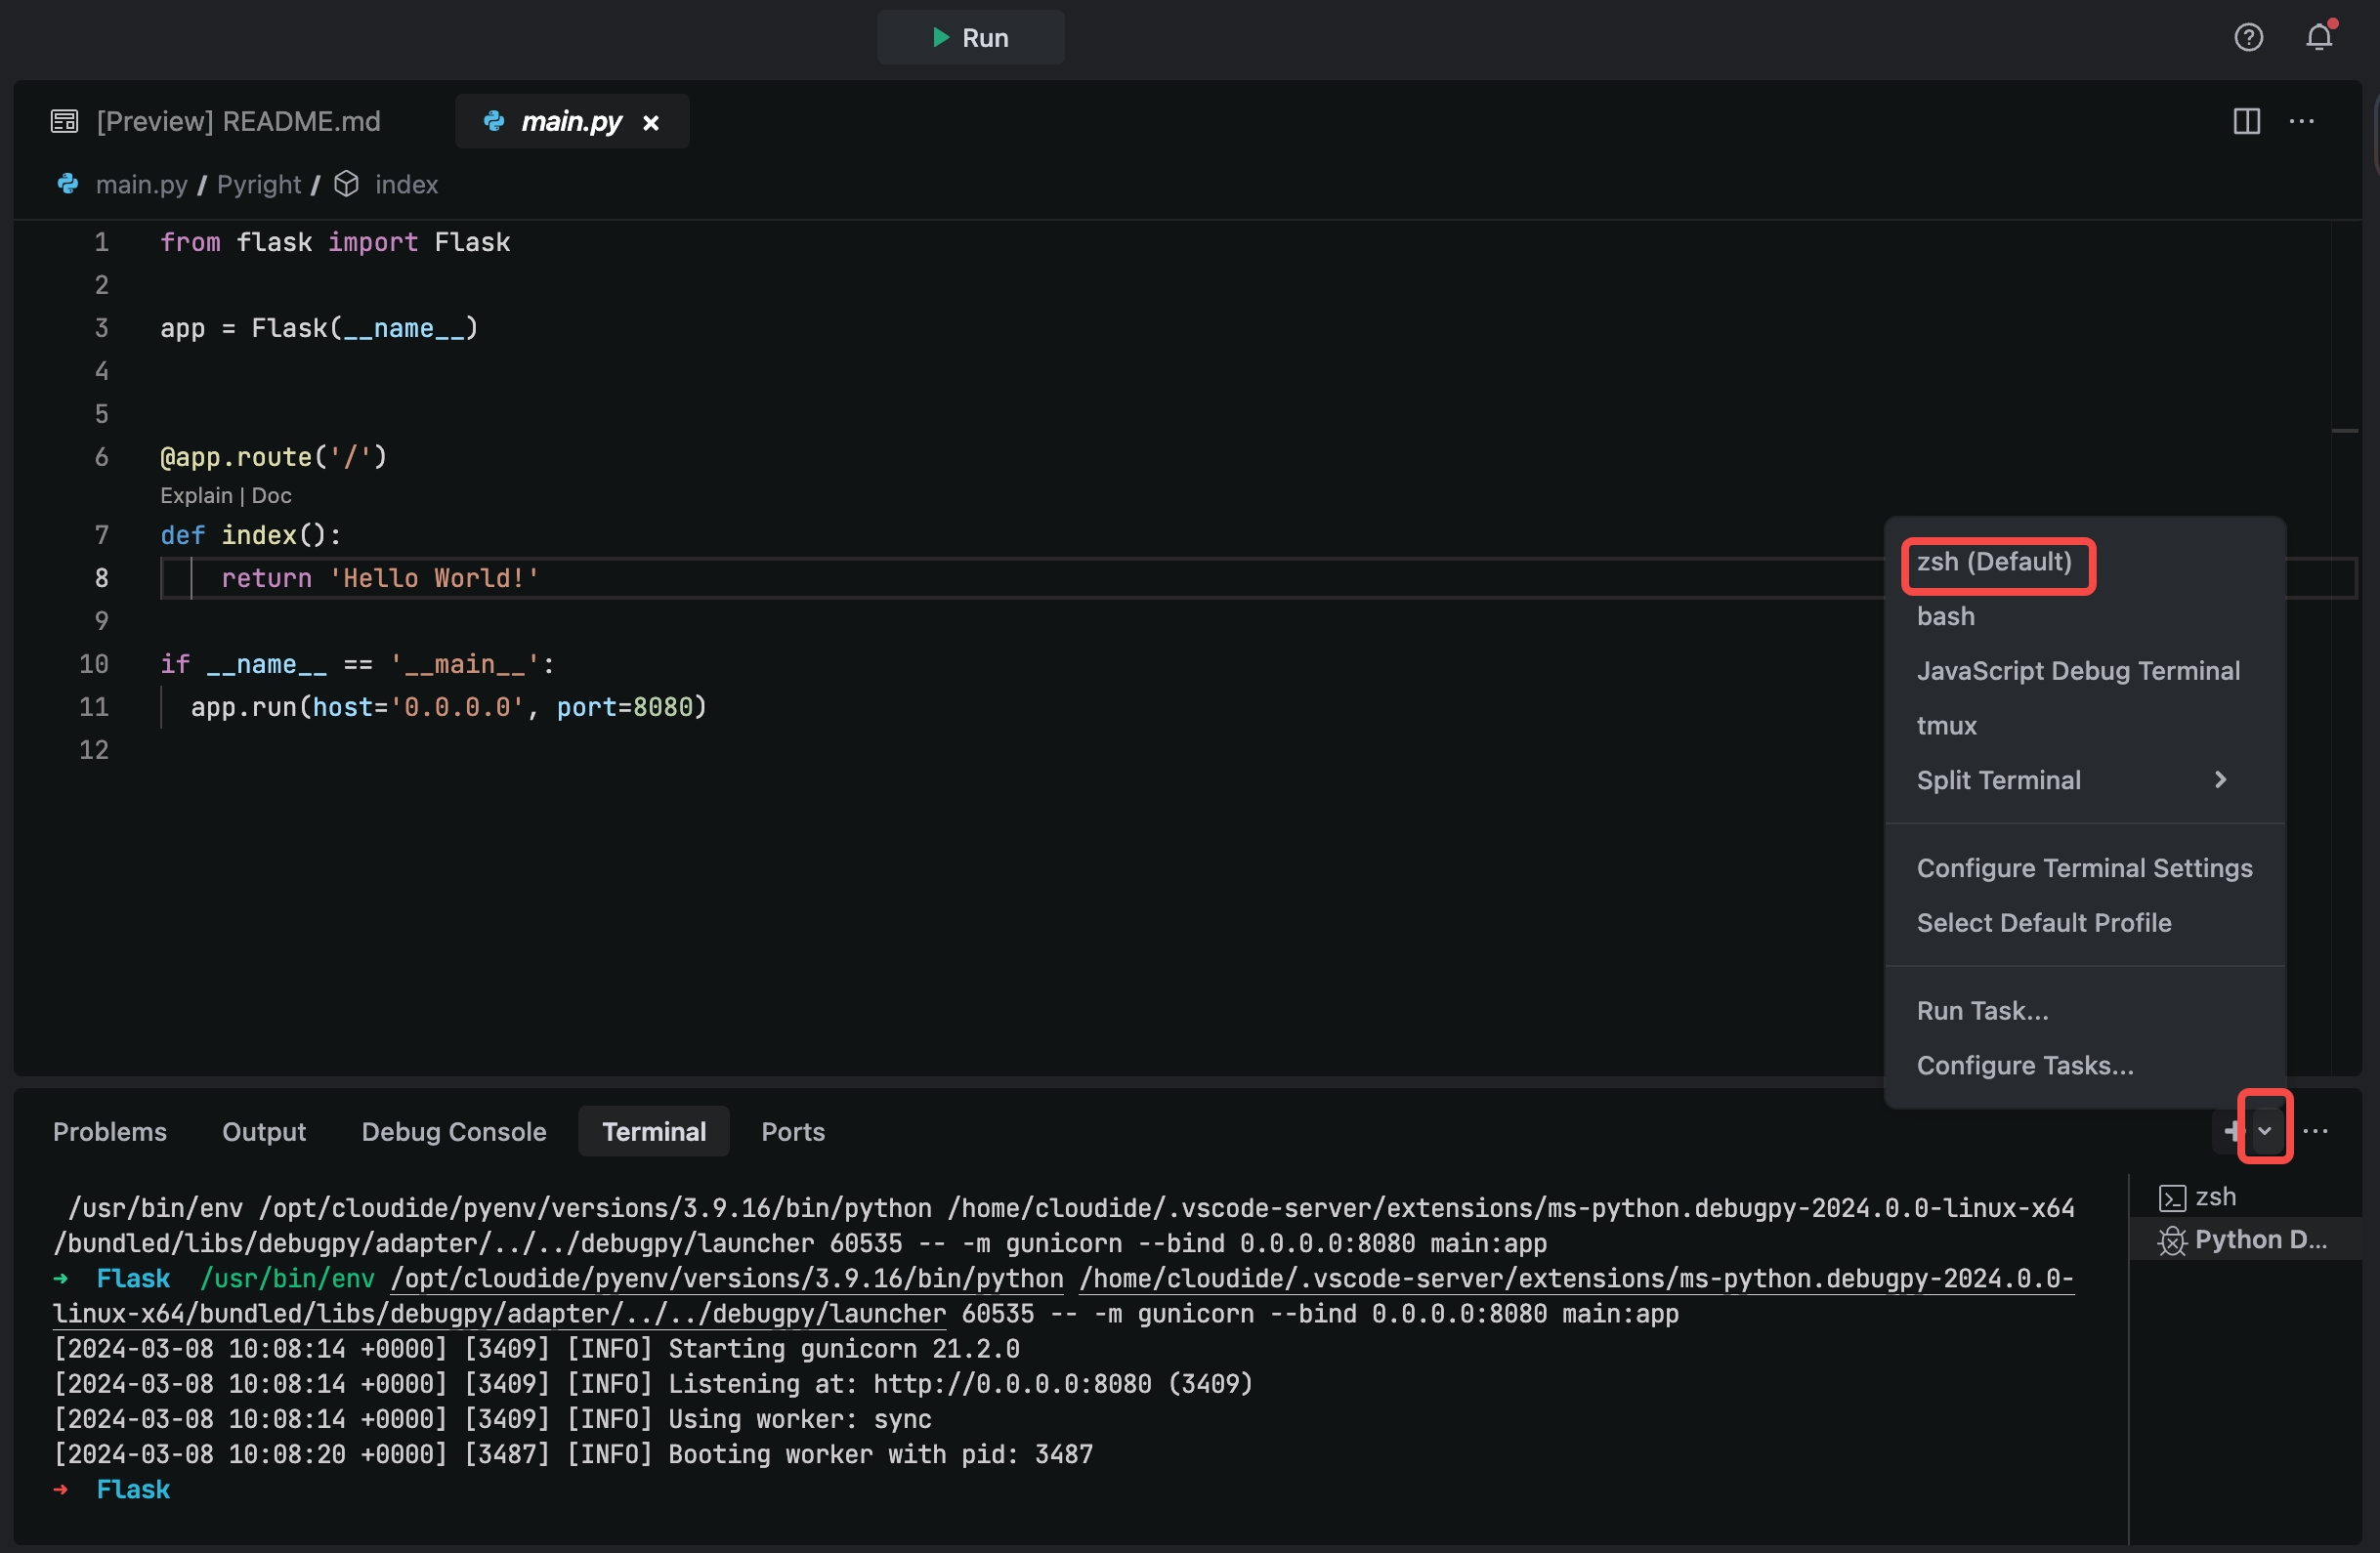 Run
[Preview] README.md
main.py
main.py / Pyright / index
1 from flask import Flask
2
3 app = Flask(__name__)
4
5
6 @app.route('/')
Explain | Doc
7 def index():
8 return 'Hello World!'
9
10 if __name__ == '__main__':
11 app.run(host='0.0.0.0', port=8080)
12
zsh (Default)
bash
JavaScript Debug Terminal
tmux
Split Terminal
Configure Terminal Settings
Select Default Profile
Run Task...
Configure Tasks...
Problems Output Debug Console Terminal Ports
/usr/bin/env /opt/cloudide/pyenv/versions/3.9.16/bin/python /home/cloudide/.vscode-server/extensions/ms-python.debugpy-2024.0.0-linux-x64
/bundled/libs/debugpy/adapter/../../debugpy/launcher 60535 -- -m gunicorn --bind 0.0.0.0:8080 main:app
➜ Flask /usr/bin/env /opt/cloudide/pyenv/versions/3.9.16/bin/python /home/cloudide/.vscode-server/extensions/ms-python.debugpy-2024.0.0-
linux-x64/bundled/libs/debugpy/adapter/../../debugpy/launcher 60535 -- -m gunicorn --bind 0.0.0.0:8080 main:app
[2024-03-08 10:08:14 +0000] [3409] [INFO] Starting gunicorn 21.2.0
[2024-03-08 10:08:14 +0000] [3409] [INFO] Listening at: http://0.0.0.0:8080 (3409)
[2024-03-08 10:08:14 +0000] [3409] [INFO] Using worker: sync
[2024-03-08 10:08:20 +0000] [3487] [INFO] Booting worker with pid: 3487
➜ Flask
zsh
Python D...